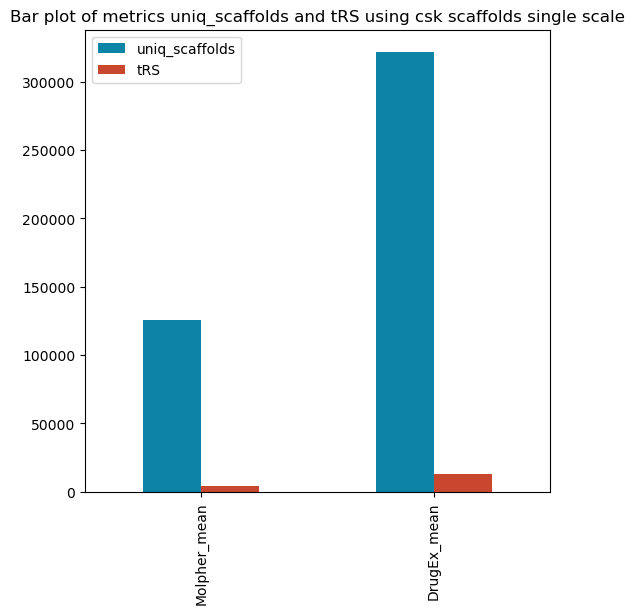 Bar plot of metrics uniq_scaffolds and tRS using csk scaffolds single scale
uniq_scaffolds
tRS
300000
250000
200000
150000
100000
50000
0
Molpher_mean
DrugEx_mean